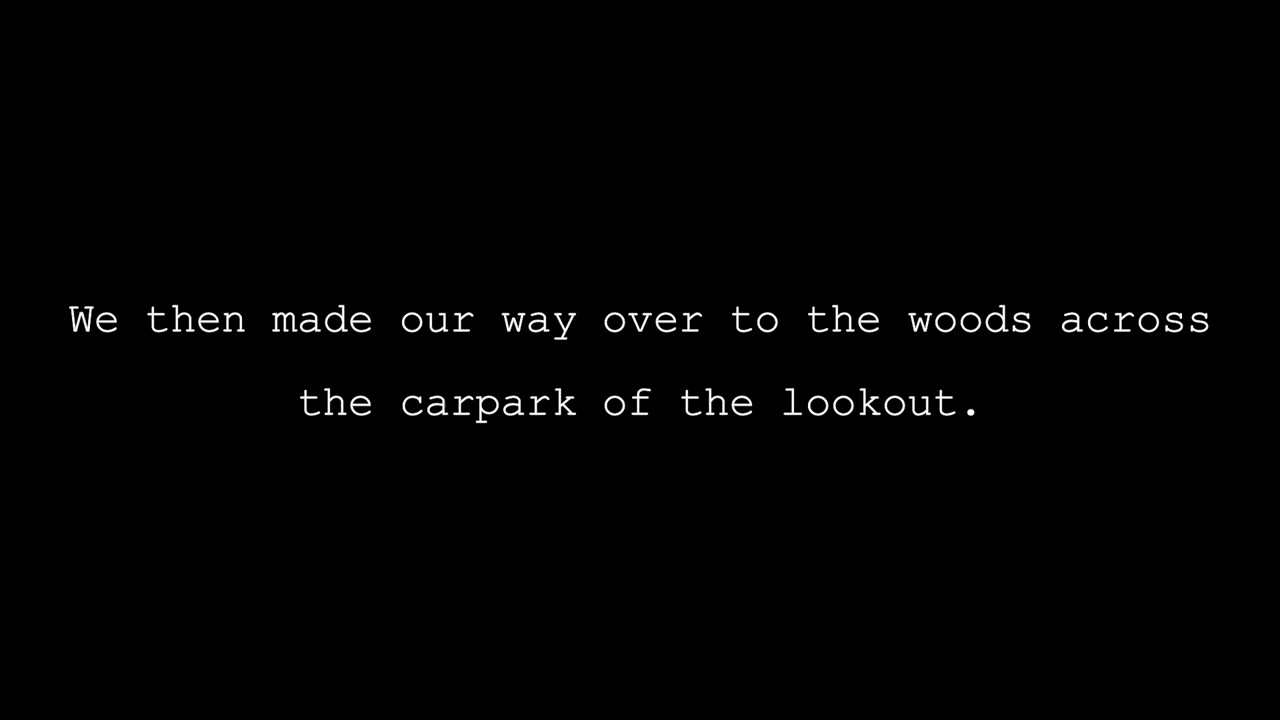 We then made our way over to the woods across
the carpark of the lookout.